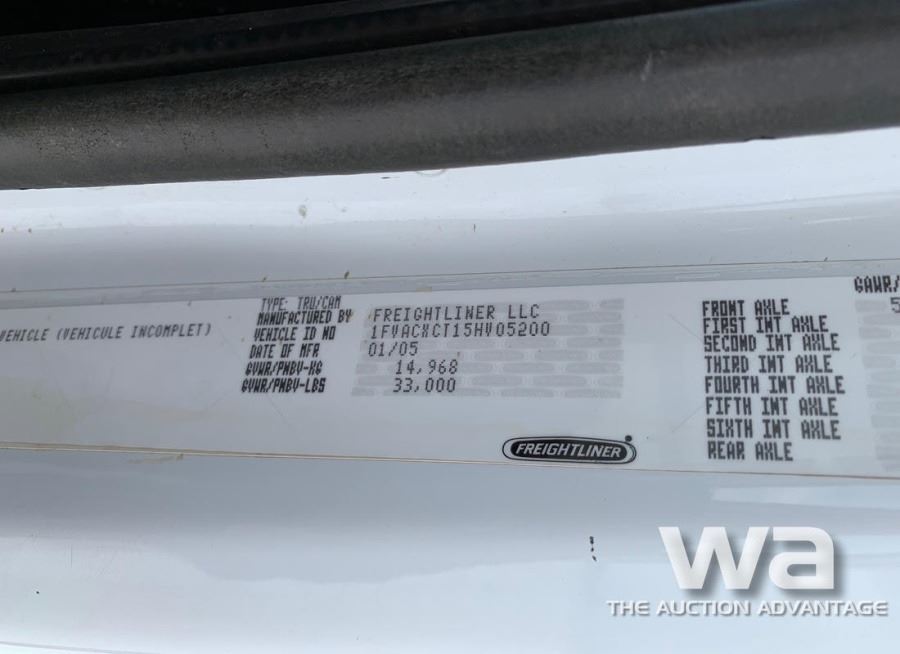 VEHICLE (VEHICULE INCOMPLET)
TYPE: TRU/CAM
MANUFACTURED BY FREIGHTLINER LLC
VEHICLE ID NO 1FVACXCT15HV05200
DATE OF MFR 01/05
GVWR/PNBV-KG 14,968
GVWR/PNBV-LBS 33,000
FREIGHTLINER
GAWR/
FRONT AXLE 5
FIRST INT AXLE
SECOND INT AXLE
THIRD INT AXLE
FOURTH INT AXLE
FIFTH INT AXLE
SIXTH INT AXLE
REAR AXLE
wa
THE AUCTION ADVANTAGE